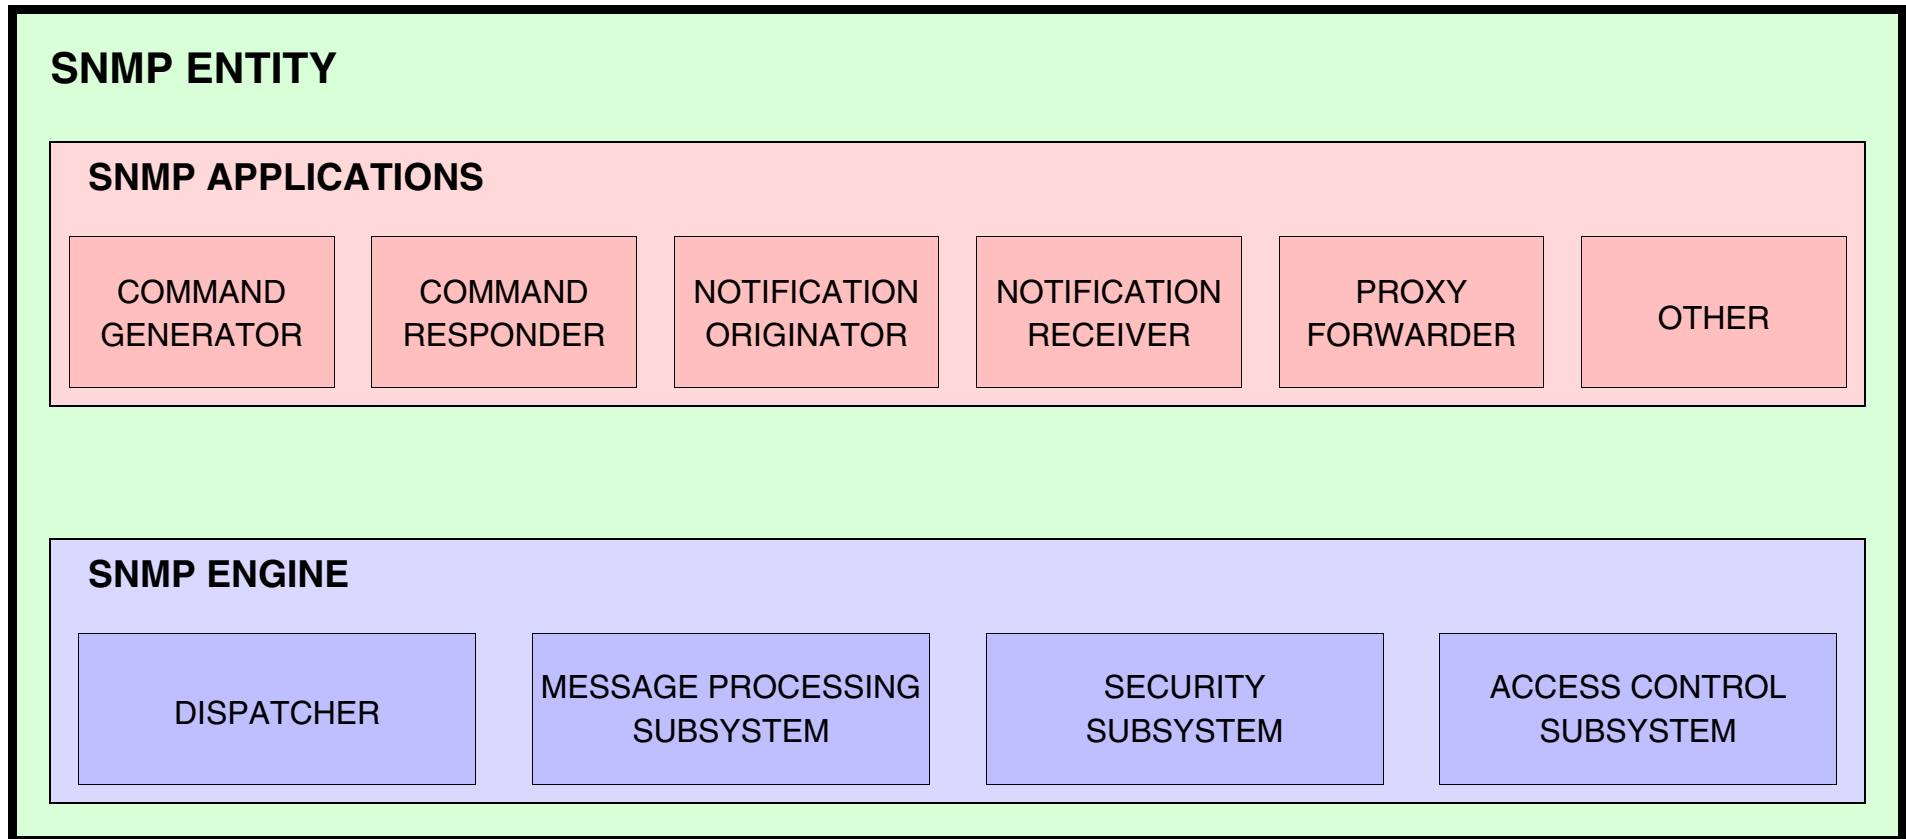 SNMP ENTITY
SNMP APPLICATIONS
COMMAND
GENERATOR
COMMAND
RESPONDER
NOTIFICATION
ORIGINATOR
NOTIFICATION
RECEIVER
PROXY
FORWARDER
OTHER
SNMP ENGINE
DISPATCHER
MESSAGE PROCESSING
SUBSYSTEM
SECURITY
SUBSYSTEM
ACCESS CONTROL
SUBSYSTEM